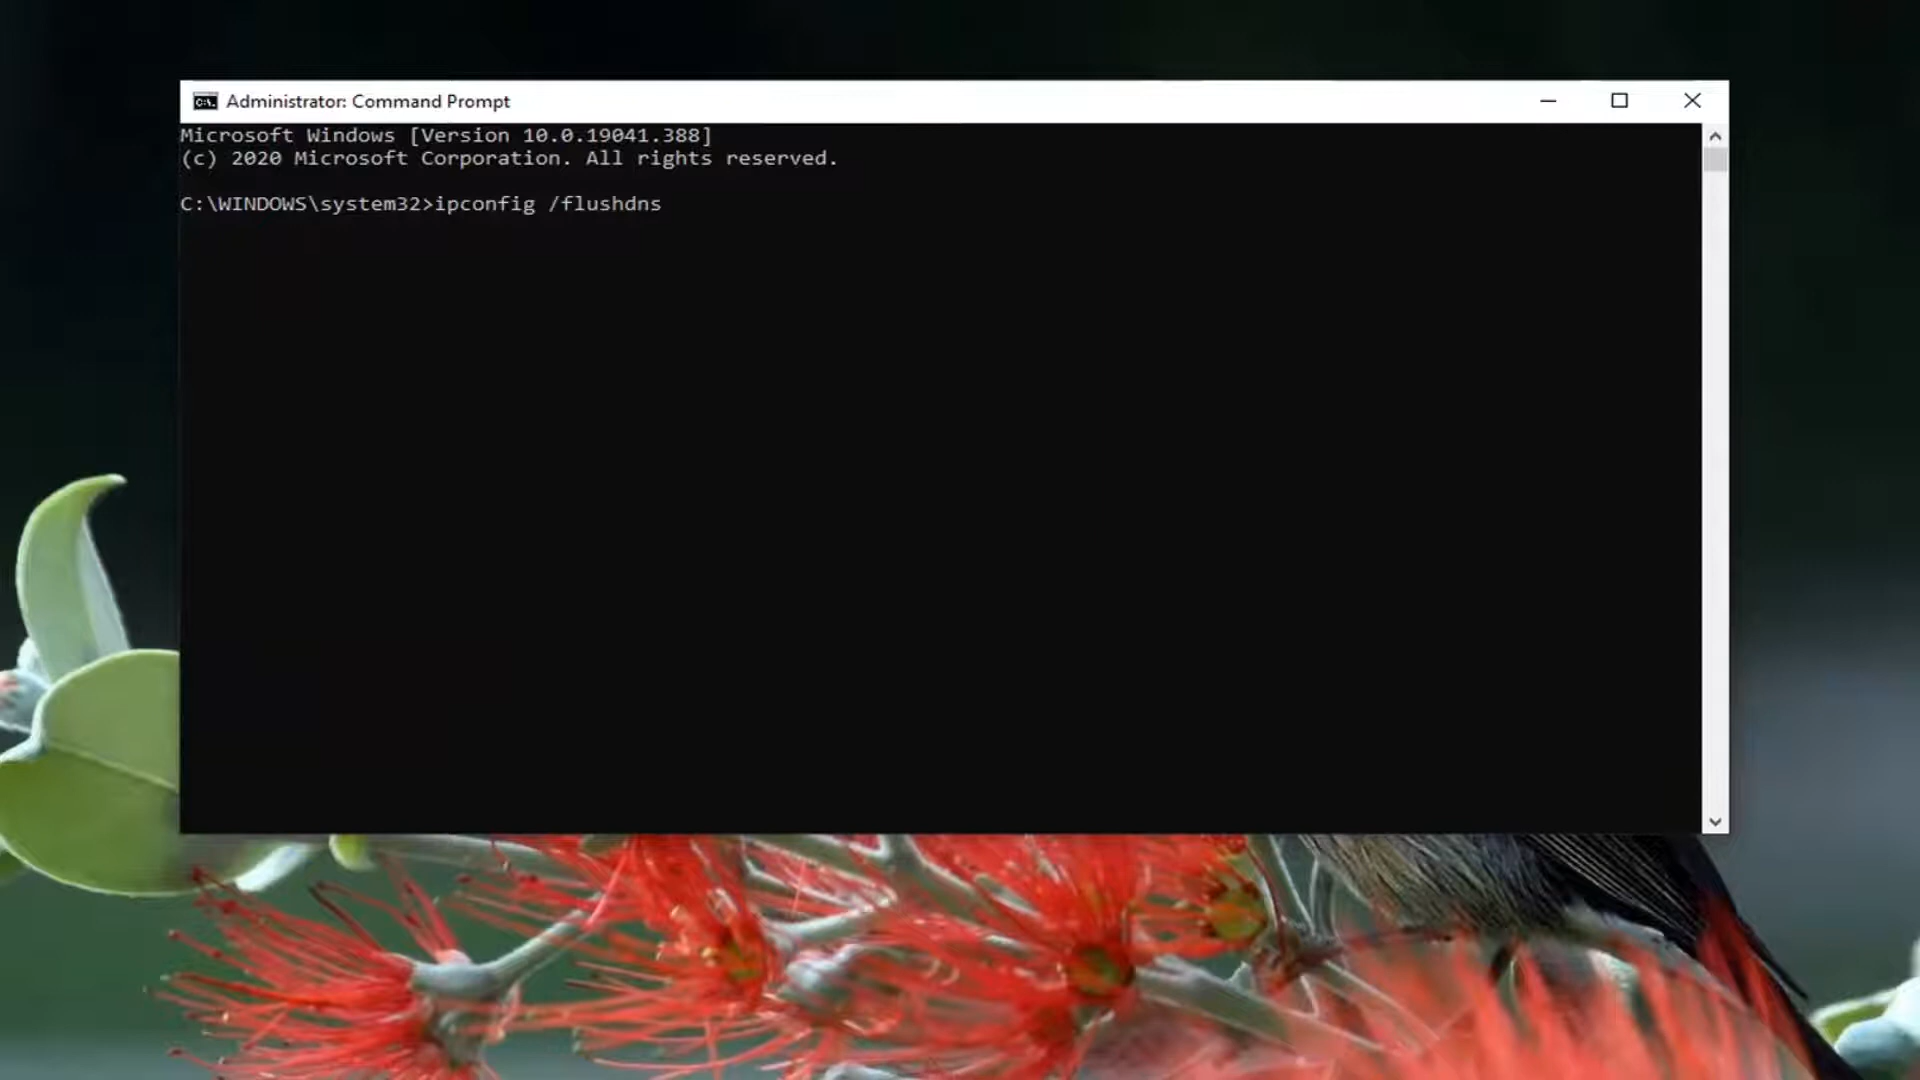 Administrator: Command Prompt
Microsoft Windows [Version 10.0.19041.388]
(c) 2020 Microsoft Corporation. All rights reserved.
C:\WINDOWS\system32>ipconfig /flushdns